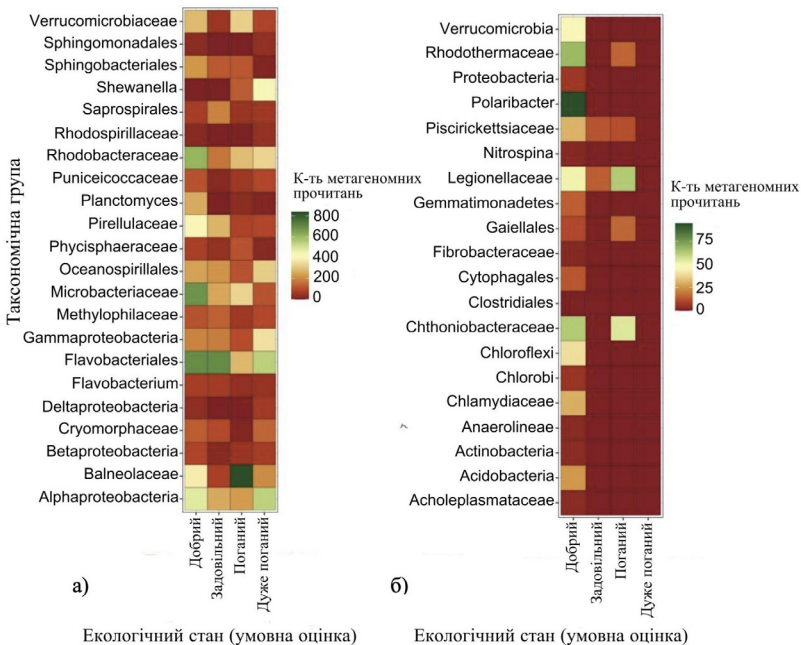 Таксономічна група
Verrucomicrobiaceae
Sphingomonadales
Sphingobacteriales
Shewanella
Saprospirales
Rhodospirillaceae
Rhodobacteraceae
Puniceicoccaceae
Planctomyces
Pirellulaceae
Phycisphaeraceae
Oceanospirillales
Microbacteriaceae
Methylophilaceae
Gammaproteobacteria
Flavobacteriales
Flavobacterium
Deltaproteobacteria
Cryomorphaceae
Betaproteobacteria
Balneolaceae
Alphaproteobacteria
Добрий
Задовільний
Поганий
Дуже поганий
а)
Екологічний стан (умовна оцінка)
К-ть метагеномних
прочитань
800
600
400
200
0
Verrucomicrobia
Rhodothermaceae
Proteobacteria
Polaribacter
Piscirickettsiaceae
Nitrospina
Legionellaceae
Gemmatimonadetes
Gaiellales
Fibrobacteraceae
Cytophagales
Clostridiales
Chthoniobacteraceae
Chloroflexi
Chlorobi
Chlamydiaceae
Anaerolineae
Actinobacteria
Acidobacteria
Acholeplasmataceae
Добрий
Задовільний
Поганий
Дуже поганий
б)
Екологічний стан (умовна оцінка)
К-ть метагеномних
прочитань
75
50
25
0